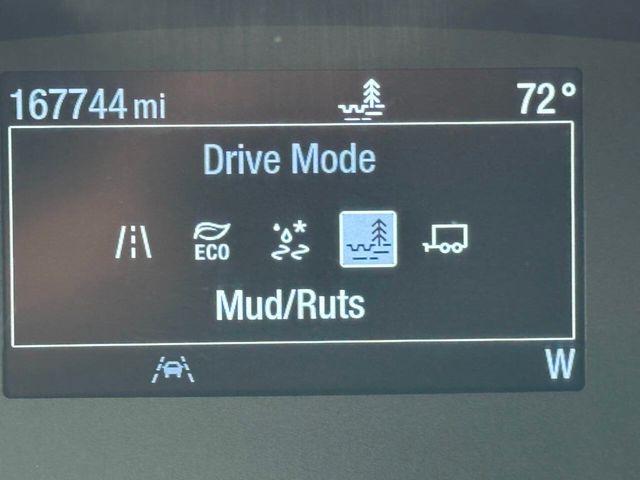 167744 mi 72°
Drive Mode
ECO
Mud/Ruts
W